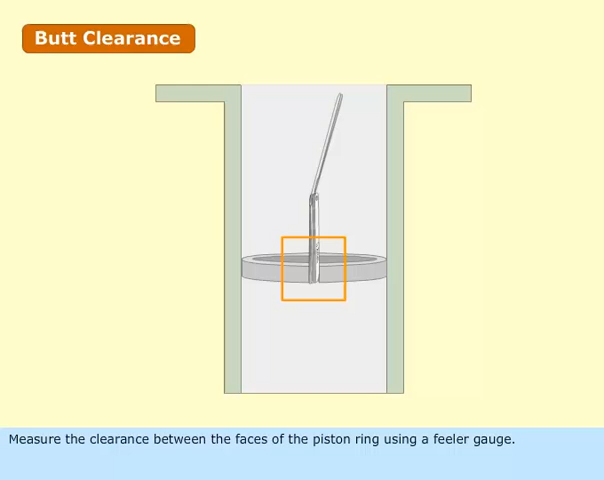 Butt Clearance
Measure the clearance between the faces of the piston ring using a feeler gauge.